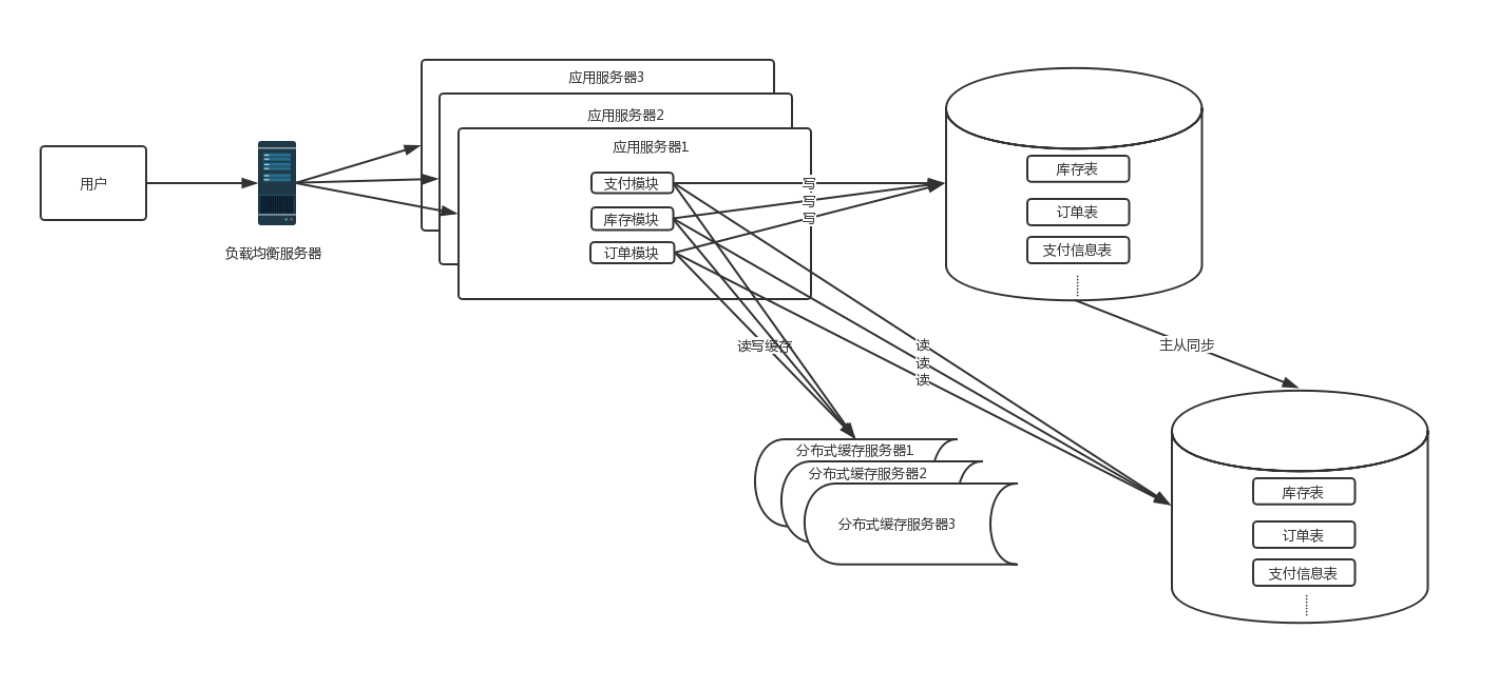 用户
负载均衡服务器
应用服务器3
应用服务器2
应用服务器1
支付模块
库存模块
订单模块
写
写
写
库存表
订单表
支付信息表
读写缓存
读
读
读
主从同步
分布式缓存服务器1
分布式缓存服务器2
分布式缓存服务器3
库存表
订单表
支付信息表